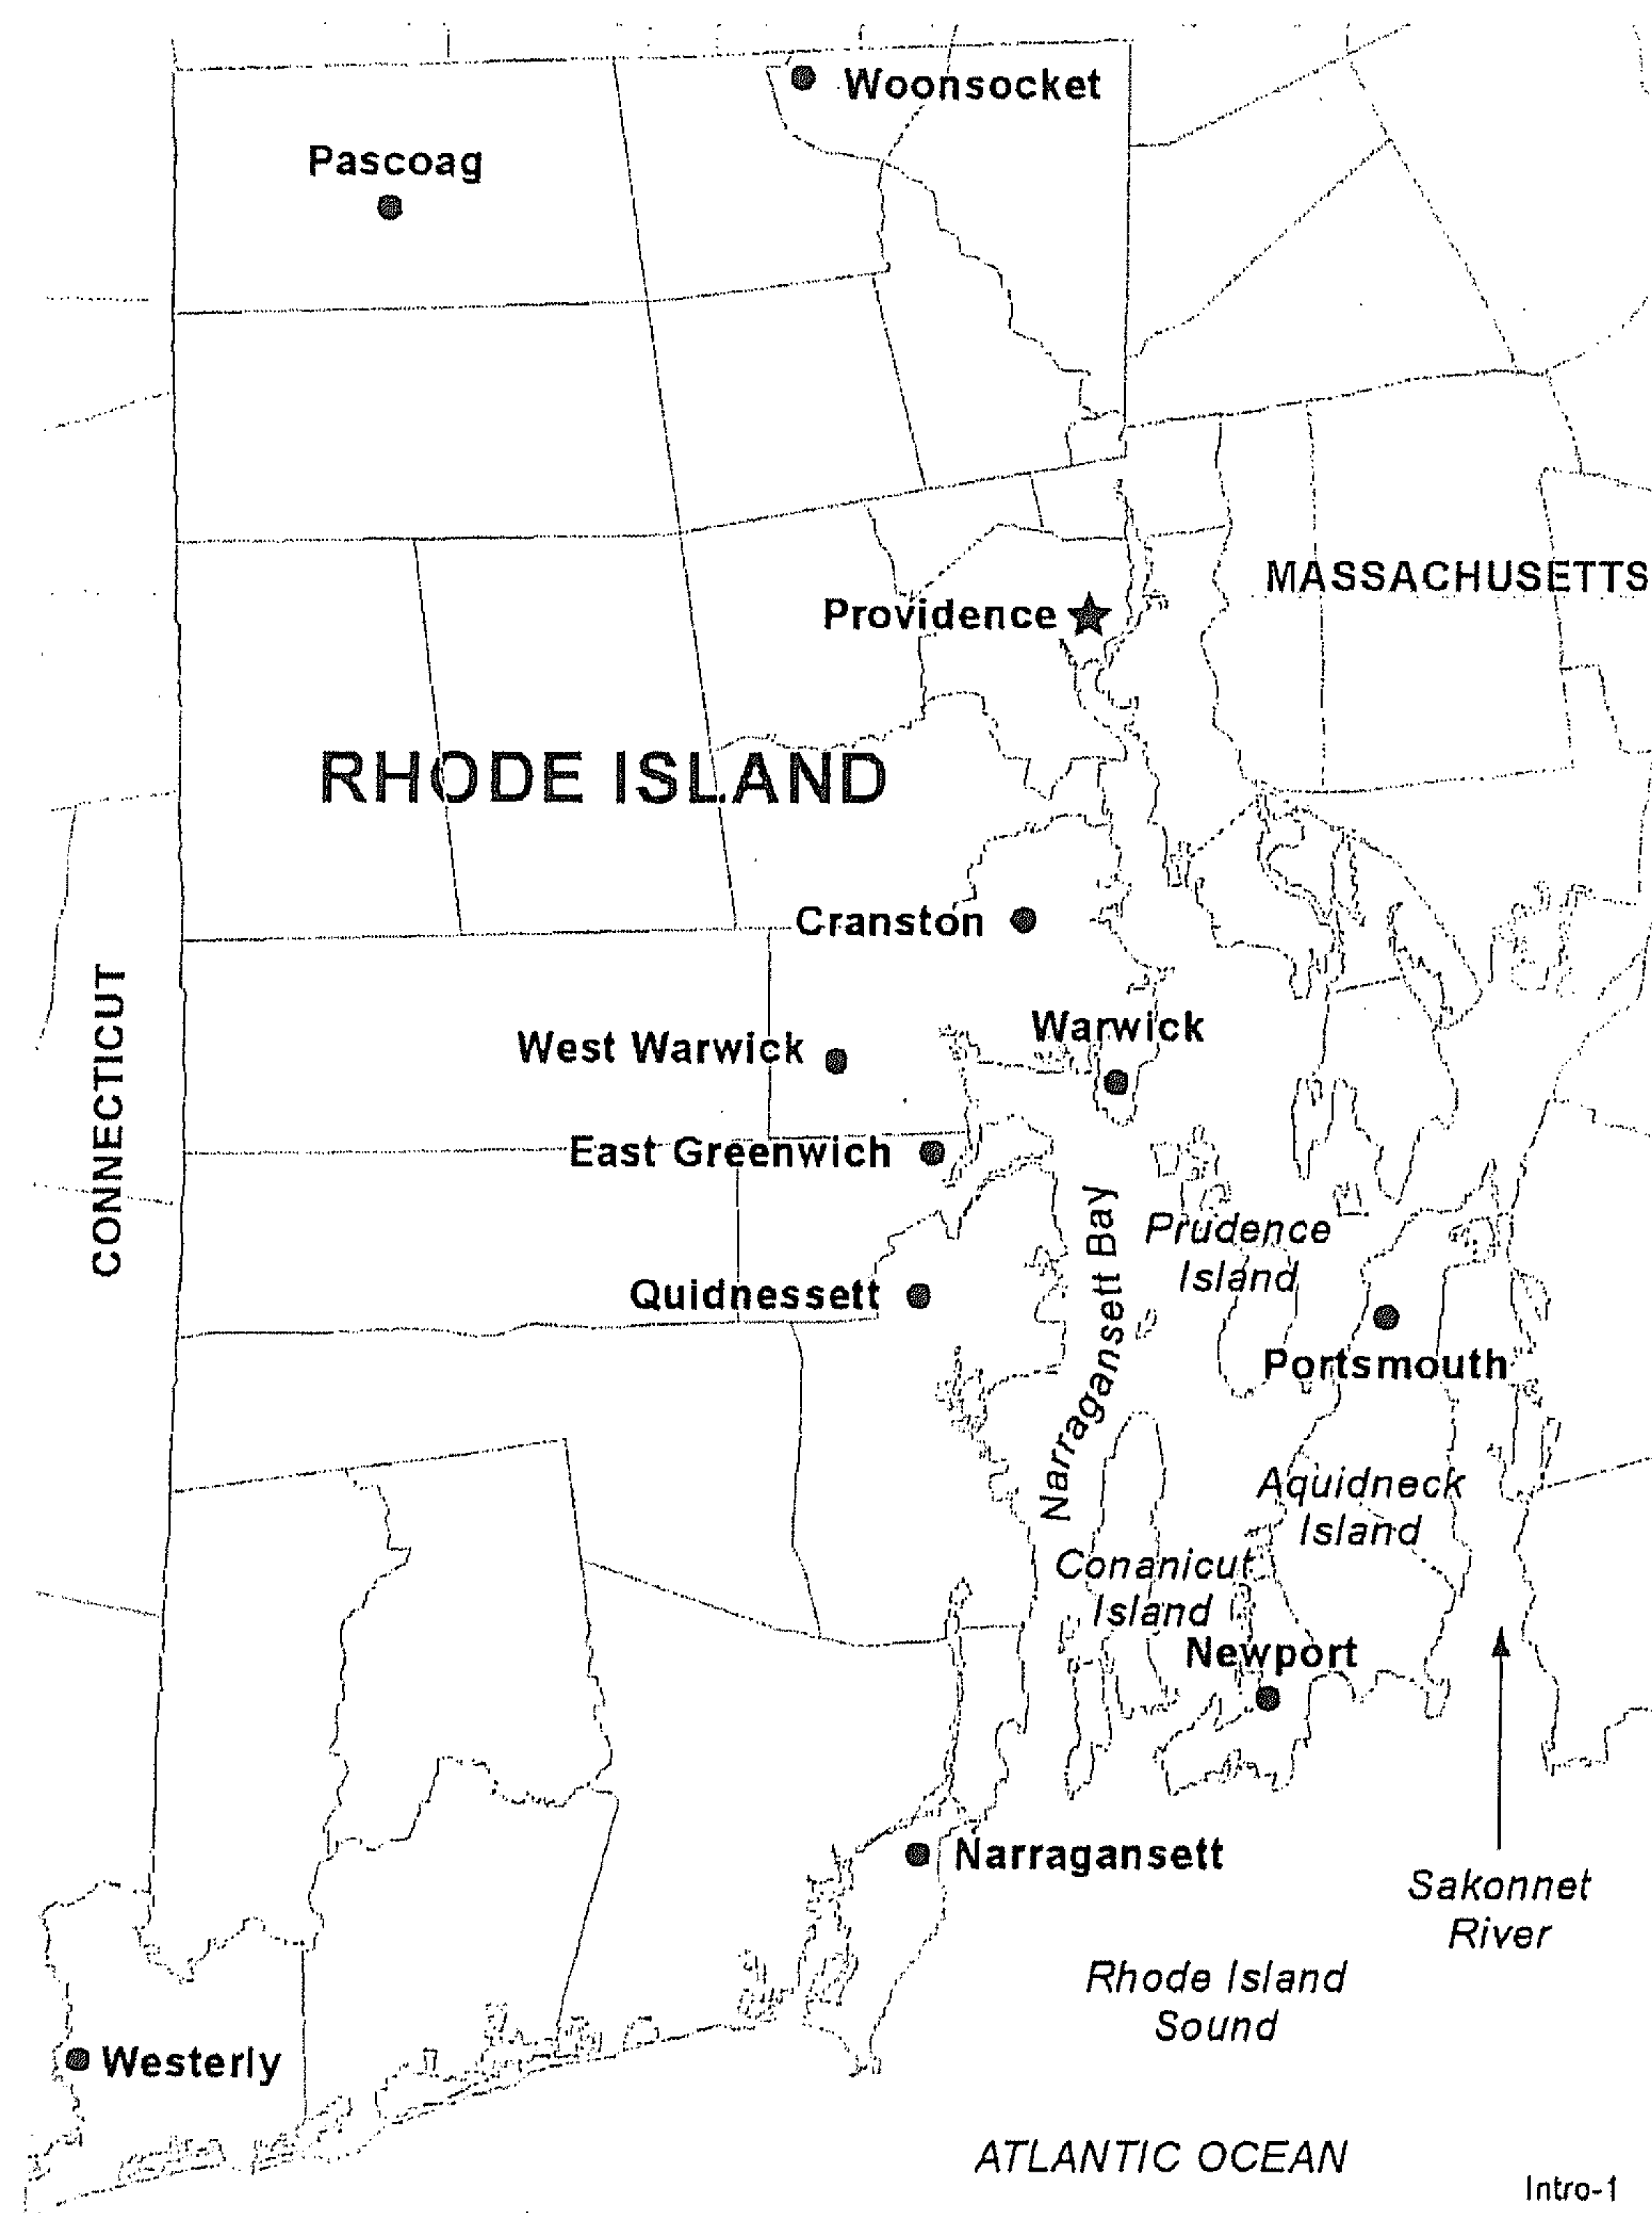 Woonsocket
Pascoag
MASSACHUSETTS
Providence
RHODE ISLAND
Cranston
CONNECTICUT
Warwick
West Warwick
East Greenwich
Narragansett Bay
Prudence
Island
Quidnessett
Portsmouth
Aquidneck
Island
Conanicut
Island
Newport
Narragansett
Sakonnet
River
Rhode Island
Sound
Westerly
ATLANTIC OCEAN
Intro-1